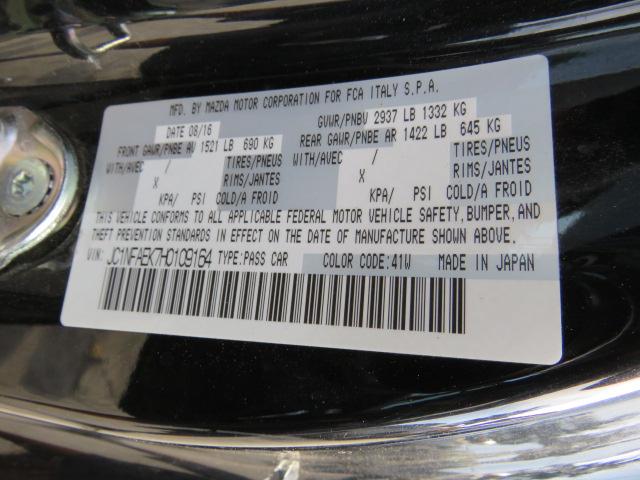 MFD. BY MAZDA MOTOR CORPORATION FOR FCA ITALY S.P.A.
DATE 08/16 GVWR/PNBV 2937 LB 1332 KG
FRONT GAWR/PNBE AV 1521 LB 690 KG REAR GAWR/PNBE AR 1422 LB 645 KG
WITH/AVEC / TIRES/PNEUS WITH/AVEC / TIRES/PNEUS
X RIMS/JANTES X RIMS/JANTES
KPA/ PSI COLD/A FROID KPA/ PSI COLD/A FROID
THIS VEHICLE CONFORMS TO ALL APPLICABLE FEDERAL MOTOR VEHICLE SAFETY, BUMPER, AND
THEFT PREVENTION STANDARDS IN EFFECT ON THE DATE OF MANUFACTURE SHOWN ABOVE.
VIN: JC1NFAEK7H0109164 TYPE:PASS CAR COLOR CODE:41W MADE IN JAPAN